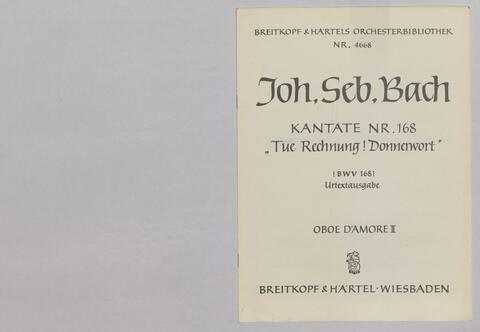 BREITKOPF & HÄRTELS ORCHESTERBIBLIOTHEK
NR. 4668
Joh. Seb. Bach
KANTATE NR. 168
„Tue Rechnung! Donnerwort"
(BWV 168)
Urtextausgabe
OBOE D'AMORE II
BREITKOPF & HÄRTEL · WIESBADEN